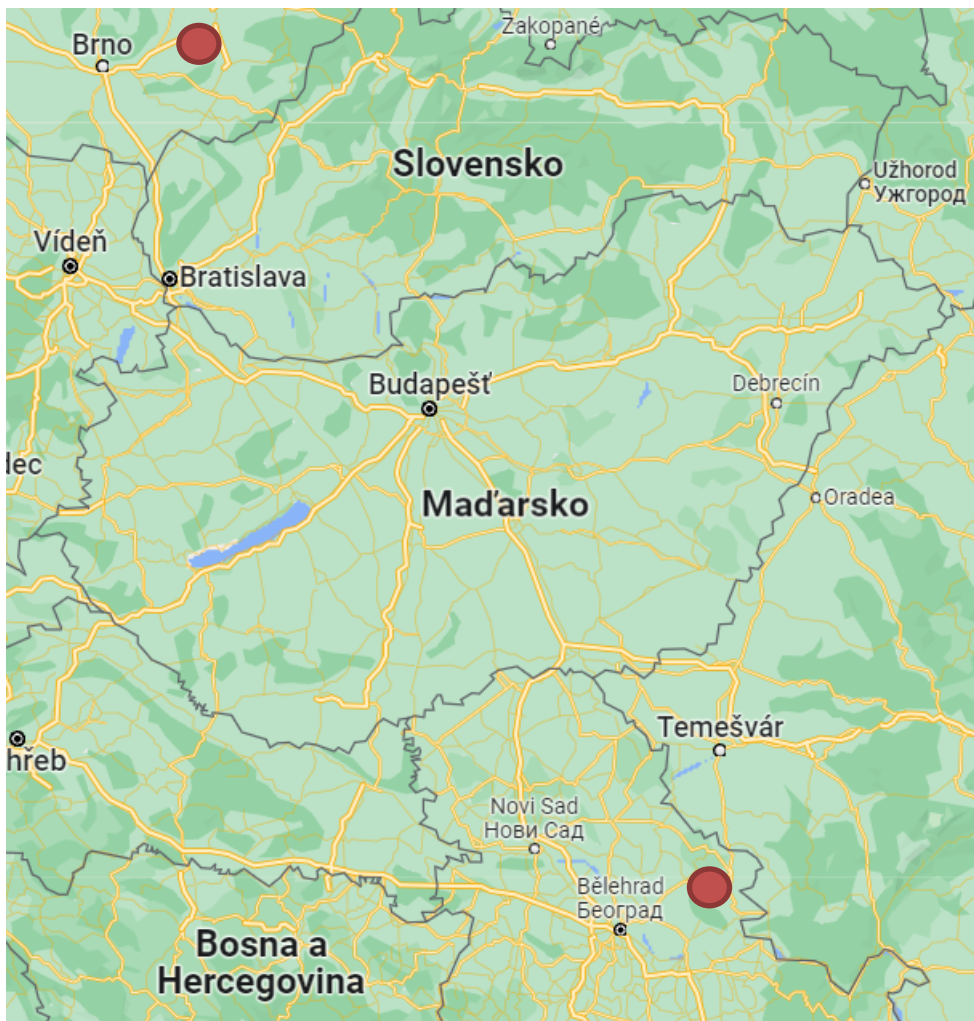 Zakopané
Brno
Slovensko
Užhorod
Ужгород
Vídeň
Bratislava
Budapešť
Debrecín
dec
Maďarsko
Oradea
Temešvár
hřeb
Novi Sad
Нови Сад
Bělehrad
Београд
Bosna a
Hercegovina